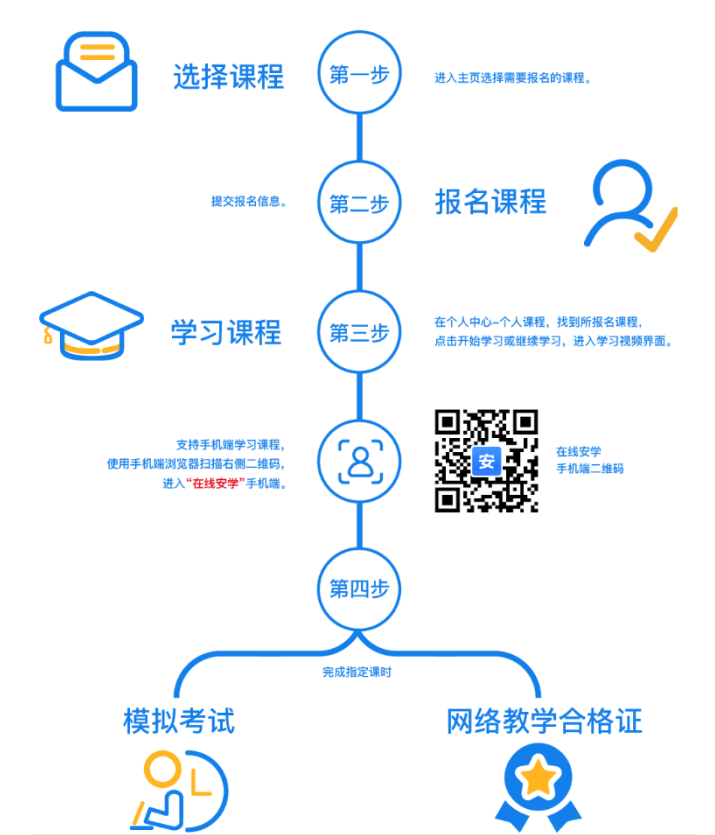 选择课程
第一步
进入主页选择需要报名的课程。
提交报名信息。
第二步
报名课程
学习课程
第三步
在个人中心-个人课程，找到所报名课程，
点击开始学习或继续学习，进入学习视频界面。
支持手机端学习课程，
使用手机端浏览器扫描右侧二维码，
进入“在线安学”手机端。
安
在线安学
手机端二维码
第四步
完成指定课时
模拟考试
网络教学合格证